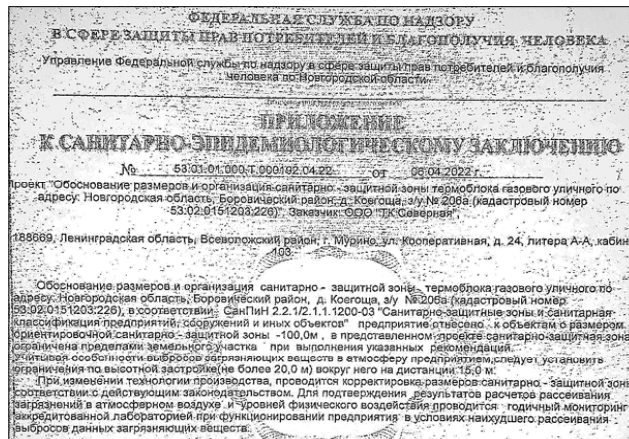 ФЕДЕРАЛЬНАЯ СЛУЖБА ПО НАДЗОРУ
В СФЕРЕ ЗАЩИТЫ ПРАВ ПОТРЕБИТЕЛЕЙ И БЛАГОПОЛУЧИЯ ЧЕЛОВЕКА
Управление Федеральной службы по надзору в сфере защиты прав потребителей и благополучия
человека по Новгородской области
ПРИЛОЖЕНИЕ
К САНИТАРНО-ЭПИДЕМИОЛОГИЧЕСКОМУ ЗАКЛЮЧЕНИЮ
№ 53.01.01.000.Т.000102.04.22 от 06.04.2022 г.
Проект "Обоснование размеров и организация санитарно - защитной зоны термоблока газового уличного по
адресу: Новгородская область, Боровичский район, д. Коегоща, з/у № 206а (кадастровый номер
53:02:0151203:226)". Заказчик: ООО "ТК Северная".
188669, Ленинградская область, Всеволожский район, г. Мурино, ул. Кооперативная, д. 24, литера А-А, кабин
103.
Обоснование размеров и организация санитарно - защитной зоны термоблока газового уличного по
адресу: Новгородская область, Боровичский район, д. Коегоща, з/у № 206а (кадастровый номер
53:02:0151203:226), в соответствии СанПиН 2.2.1/2.1.1.1200-03 "Санитарно-защитные зоны и санитарная
классификация предприятий, сооружений и иных объектов" предприятие отнесено к объектам о размером
ориентировочной санитарно - защитной зоны -100,0м , в представленном проекте санитарно-защитная зона
ограничена пределами земельного участка при выполнении указанных рекомендаций.
Учитывая особенности выбросов загрязняющих веществ в атмосферу предприятием,следует установить
ограничения по высотной застройке(не более 20,0 м) вокруг него на дистанции 15,0 м.
При изменении технологии производства, проводится корректировка размеров санитарно - защитной зоны
соответствии с действующим законодательством. Для подтверждения результатов расчетов рассеивания
загрязнений в атмосферном воздухе и уровней физического воздействия проводится годичный мониторинг
аккредитованной лабораторией при функционировании предприятия в условиях наихудшего рассеивания
выбросов данных загрязняющих веществ.